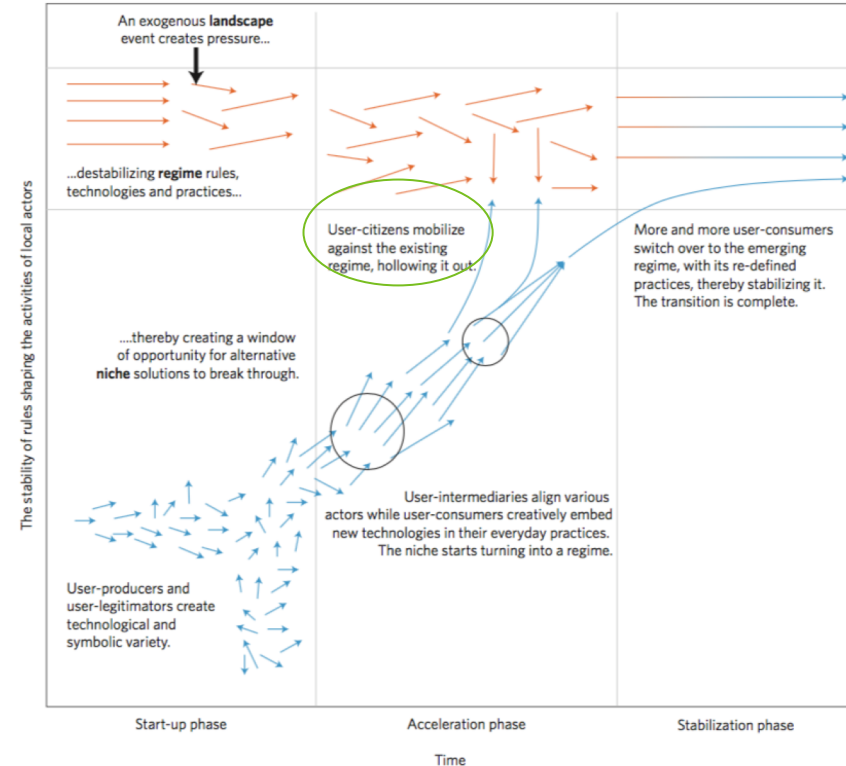 An exogenous landscape
event creates pressure...
...destabilizing regime rules,
technologies and practices...
User-citizens mobilize
against the existing
regime, hollowing it out.
More and more user-consumers
switch over to the emerging
regime, with its re-defined
practices, thereby stabilizing it.
The transition is complete.
....thereby creating a window
of opportunity for alternative
niche solutions to break through.
User-intermediaries align various
actors while user-consumers creatively embed
new technologies in their everyday practices.
The niche starts turning into a regime.
User-producers and
user-legitimators create
technological and
symbolic variety.
The stability of rules shaping the activities of local actors
Start-up phase
Acceleration phase
Stabilization phase
Time